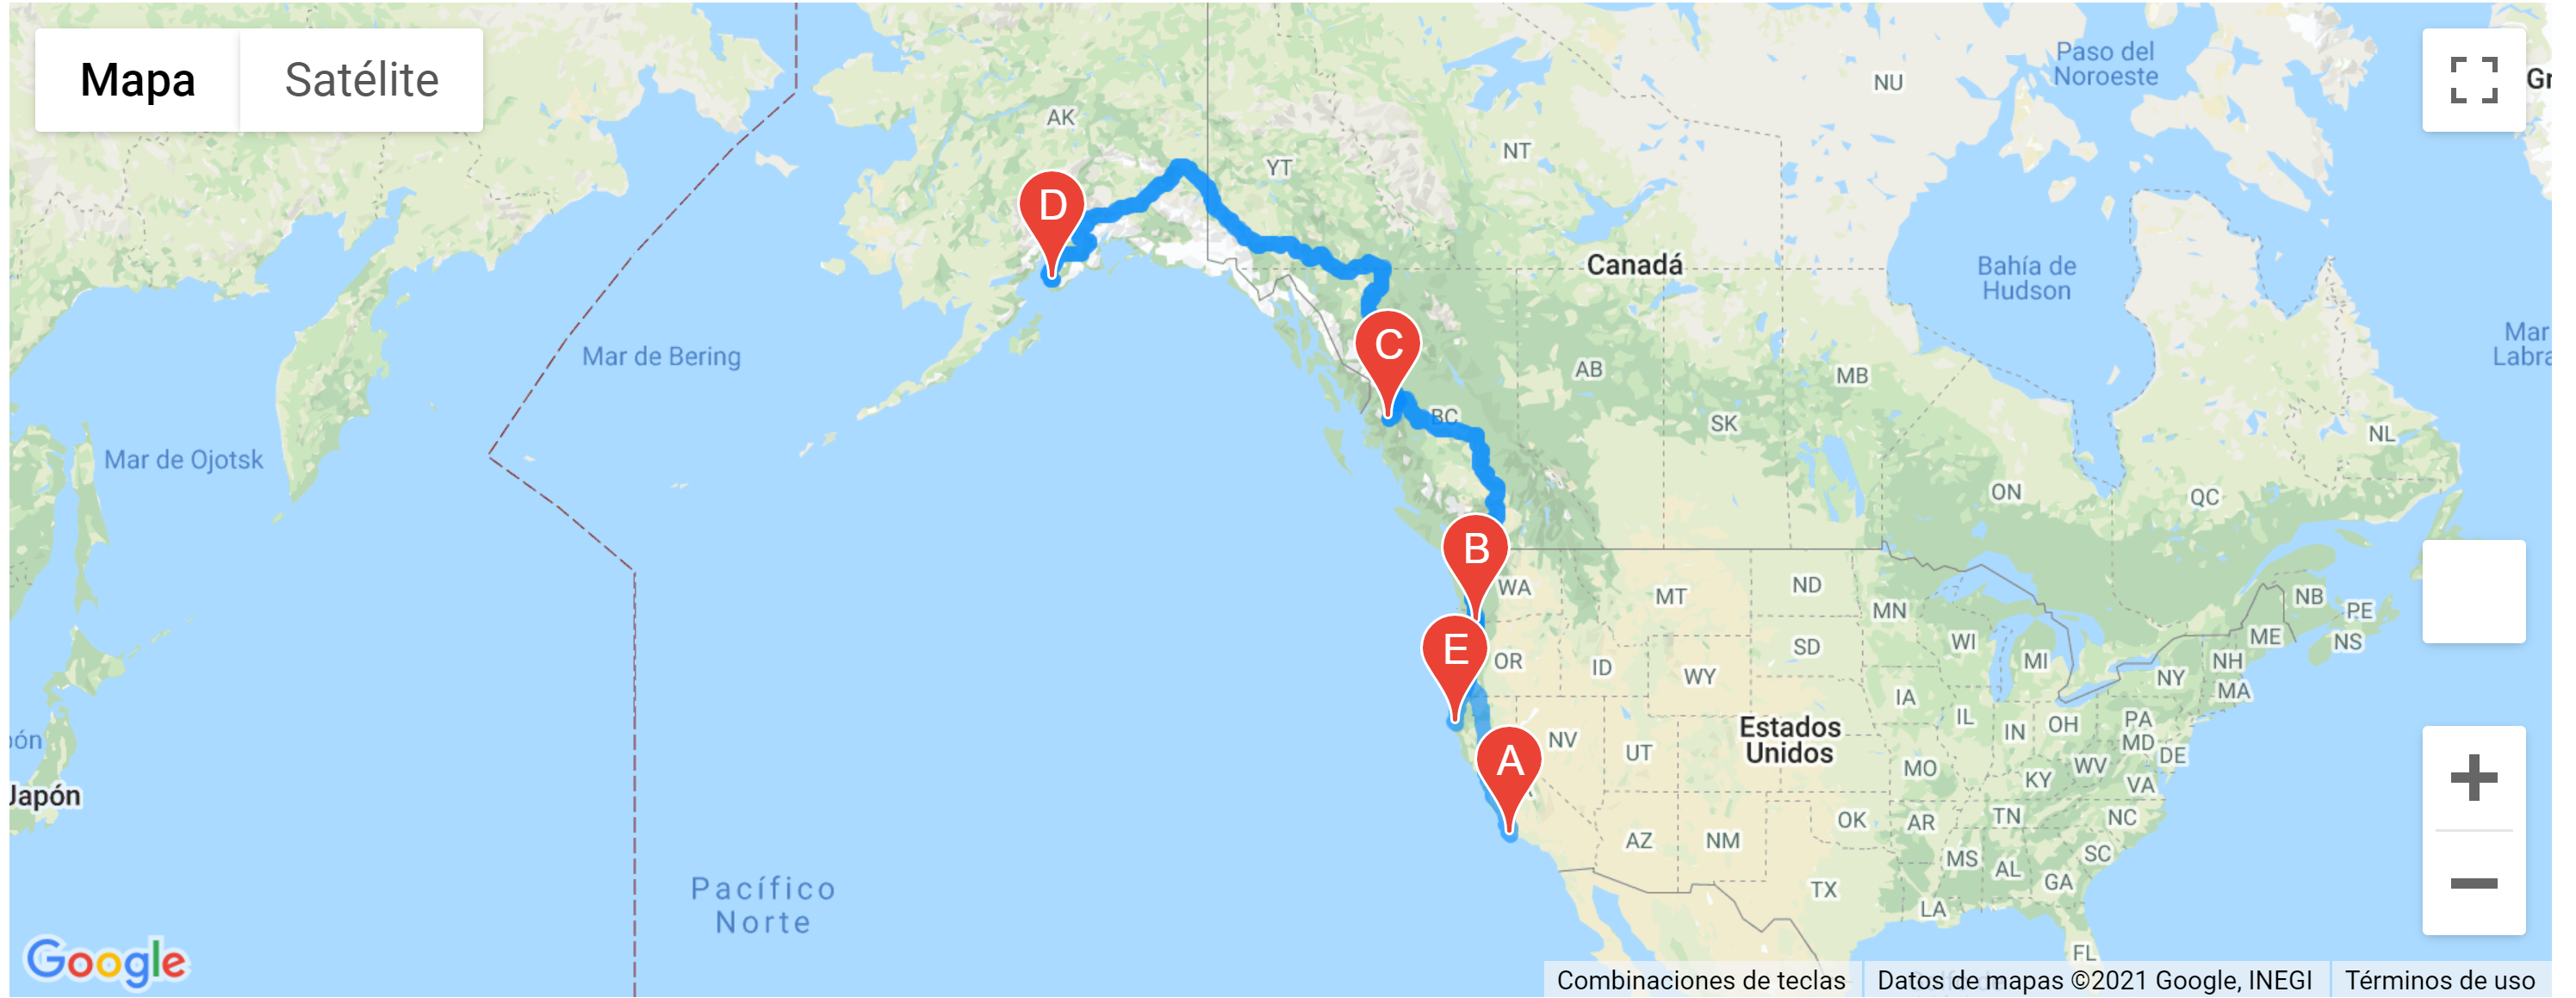 Mapa
Satélite
Paso del
Noroeste
NU
Gr
AK
YT
NT
D
Canadá
Bahía de
Hudson
Mar
Labra
Mar de Bering
C
AB
MB
BC
SK
NL
Mar de Ojotsk
ON
QC
B
WA
MT
ND
MN
NB
PE
E
OR
ID
WY
SD
WI
MI
ME
NS
NH
NY
MA
IA
IL
IN
OH
PA
MD
DE
Estados
Unidos
NV
UT
A
MO
KY
WV
VA
ón
Japón
AZ
NM
OK
AR
TN
NC
MS
AL
SC
GA
TX
LA
Pacífico
Norte
FL
Google
Combinaciones de teclas
Datos de mapas ©2021 Google, INEGI
Términos de uso